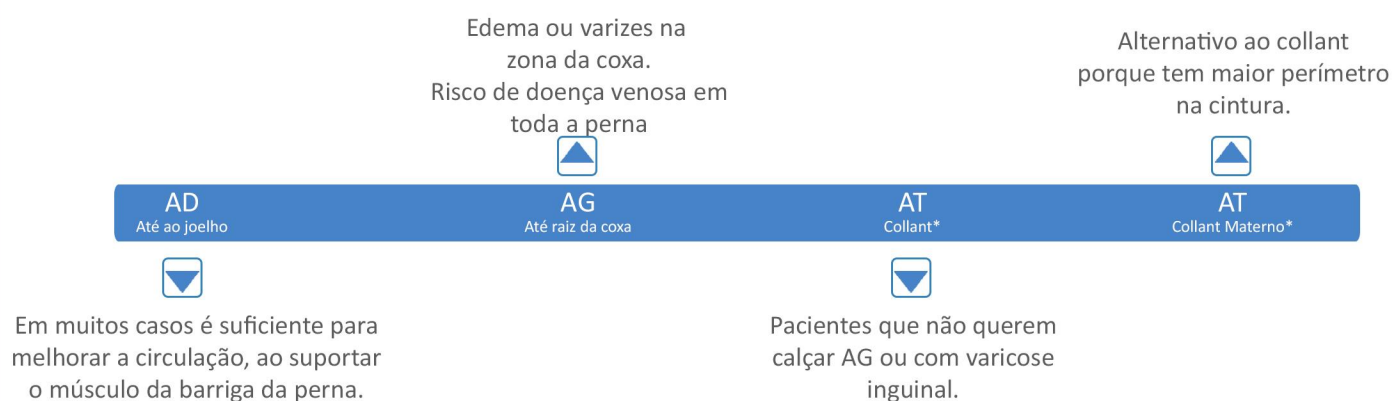 Edema ou varizes na
zona da coxa.
Risco de doença venosa em
toda a perna
Alternativo ao collant
porque tem maior perímetro
na cintura.
AD
Até ao joelho
AG
Até raiz da coxa
AT
Collant*
AT
Collant Materno*
Em muitos casos é suficiente para
melhorar a circulação, ao suportar
o músculo da barriga da perna.
Pacientes que não querem
calçar AG ou com varicose
inguinal.